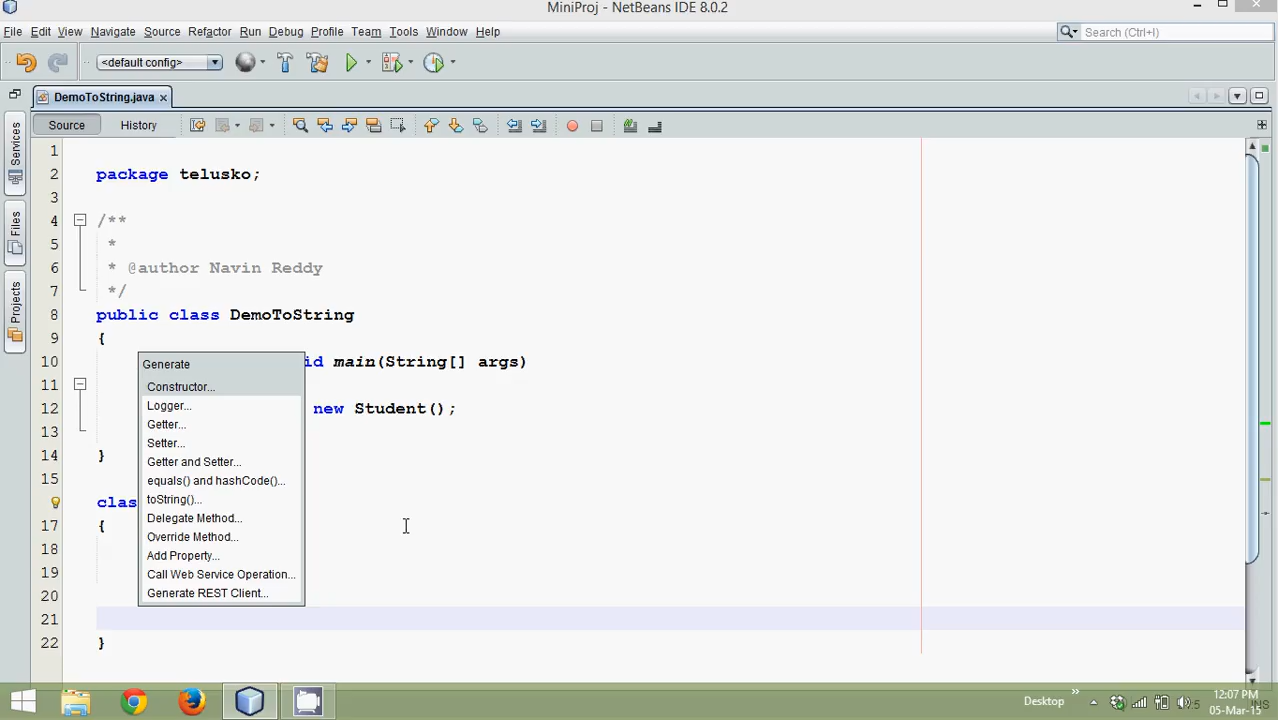 MiniProj - NetBeans IDE 8.0.2
File Edit View Navigate Source Refactor Run Debug Profile Team Tools Window Help
Search (Ctrl+I)
<default config>
DemoToString.java
Source History
Services
Files
Projects
1
2 package telusko;
3
4 /**
5 *
6 * @author Navin Reddy
7 */
8 public class DemoToString
9 {
10 id main(String[] args)
11
12 new Student();
13
14 }
15
16 clas
17 {
18
19
20
21
22 }
Generate
Constructor...
Logger...
Getter...
Setter...
Getter and Setter...
equals() and hashCode()...
toString()...
Delegate Method...
Override Method...
Add Property...
Call Web Service Operation...
Generate REST Client...
Desktop
12:07 PM
05-Mar-15
INS